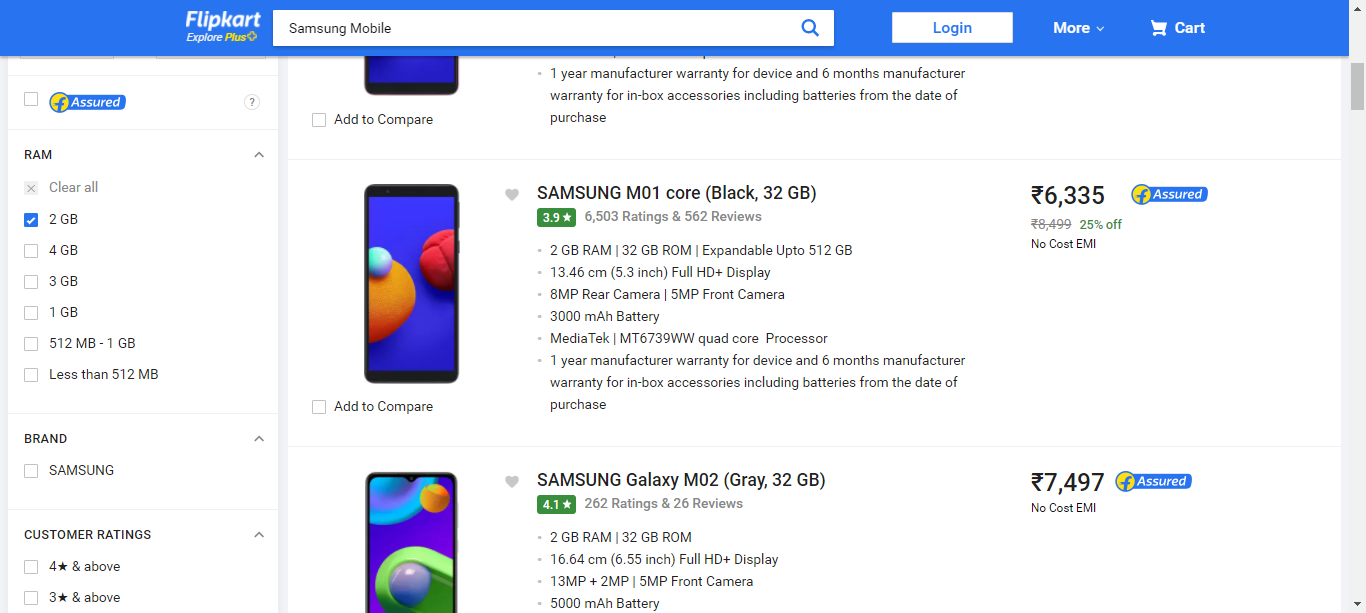 Flipkart
Explore Plus
Samsung Mobile
Login
More
Cart
Assured
?
RAM
Clear all
2 GB
4 GB
3 GB
1 GB
512 MB - 1 GB
Less than 512 MB
BRAND
SAMSUNG
CUSTOMER RATINGS
4★ & above
3★ & above
1 year manufacturer warranty for device and 6 months manufacturer
warranty for in-box accessories including batteries from the date of
purchase
Add to Compare
SAMSUNG M01 core (Black, 32 GB)
3.9★ 6,503 Ratings & 562 Reviews
2 GB RAM | 32 GB ROM | Expandable Upto 512 GB
13.46 cm (5.3 inch) Full HD+ Display
8MP Rear Camera | 5MP Front Camera
3000 mAh Battery
MediaTek | MT6739WW quad core Processor
1 year manufacturer warranty for device and 6 months manufacturer
warranty for in-box accessories including batteries from the date of
purchase
₹6,335
Assured
₹8,499 25% off
No Cost EMI
Add to Compare
SAMSUNG Galaxy M02 (Gray, 32 GB)
4.1★ 262 Ratings & 26 Reviews
2 GB RAM | 32 GB ROM
16.64 cm (6.55 inch) Full HD+ Display
13MP + 2MP | 5MP Front Camera
5000 mAh Battery
₹7,497
Assured
No Cost EMI